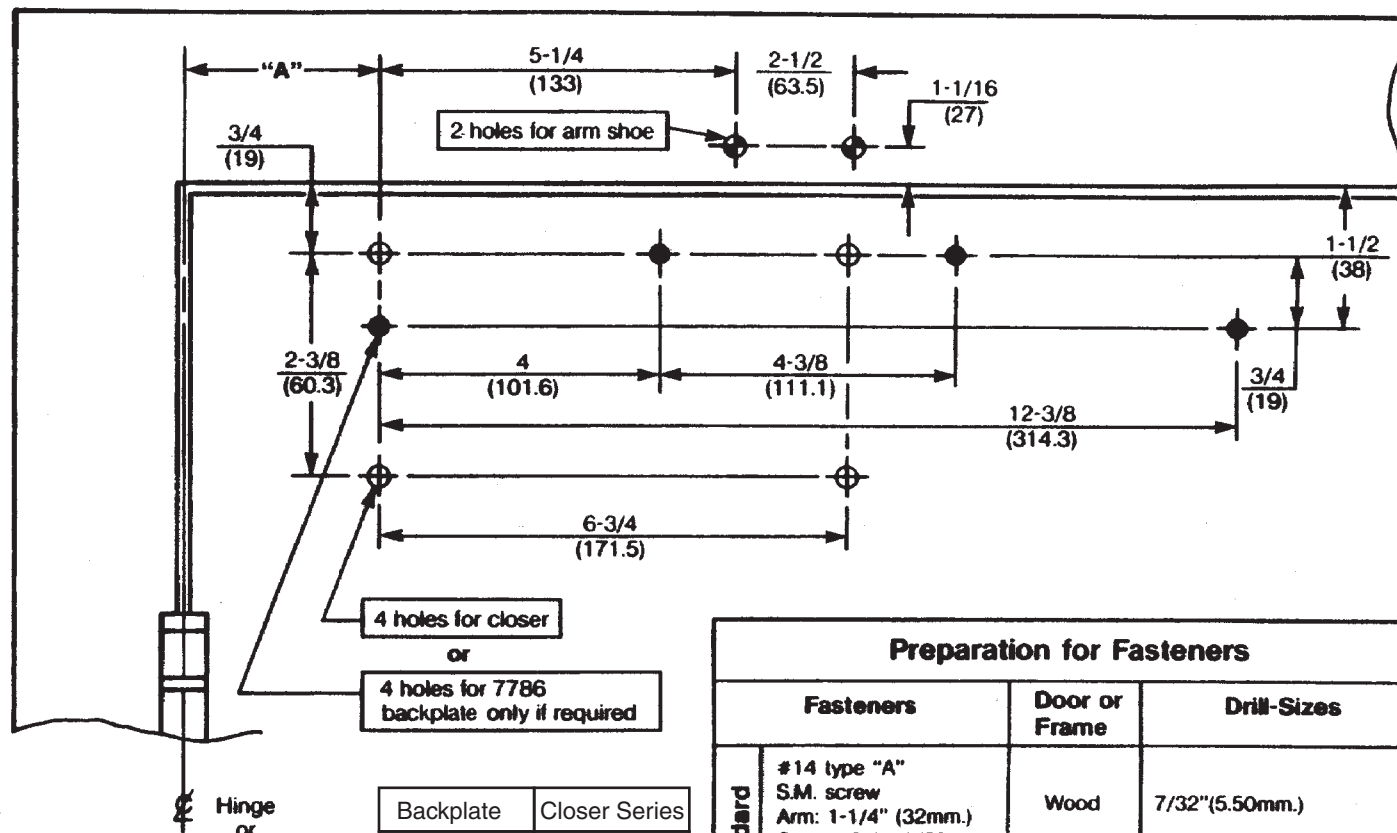 "A"
5-1/4
(133)
2-1/2
(63.5)
1-1/16
(27)
2 holes for arm shoe
3/4
(19)
1-1/2
(38)
2-3/8
(60.3)
4
(101.6)
4-3/8
(111.1)
3/4
(19)
12-3/8
(314.3)
6-3/4
(171.5)
4 holes for closer
or
4 holes for 7786
backplate only if required
Preparation for Fasteners
Fasteners
Door or
Frame
Drill-Sizes
#14 type "A"
S.M. screw
Arm: 1-1/4" (32mm.)
Wood
7/32"(5.50mm.)
℄ Hinge
or
Backplate
Closer Series